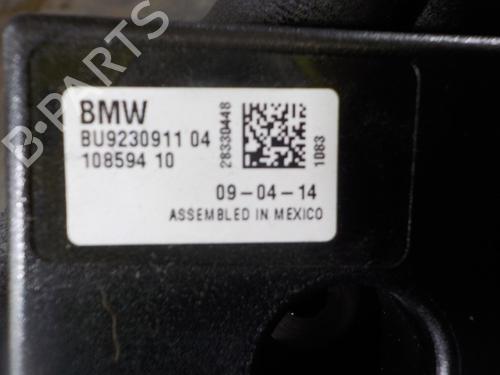 BMW
BU9230911 04
108594 10
28330448
1083
09-04-14
ASSEMBLED IN MEXICO
B-PARTS